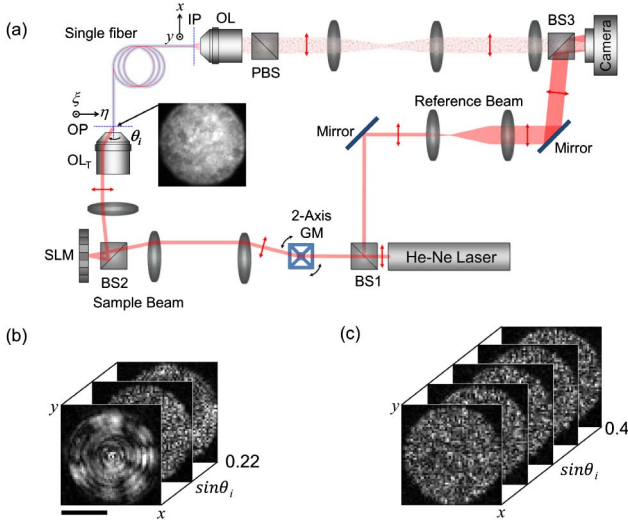 (a)
x
y
IP
OL
BS3
Camera
Single fiber
PBS
ξ
η
OP
θi
OLT
Reference Beam
Mirror
Mirror
2-Axis
GM
SLM
BS2
BS1
He-Ne Laser
Sample Beam
(b)
(c)
y
0.22
sinθi
x
y
0.4
sinθi
x